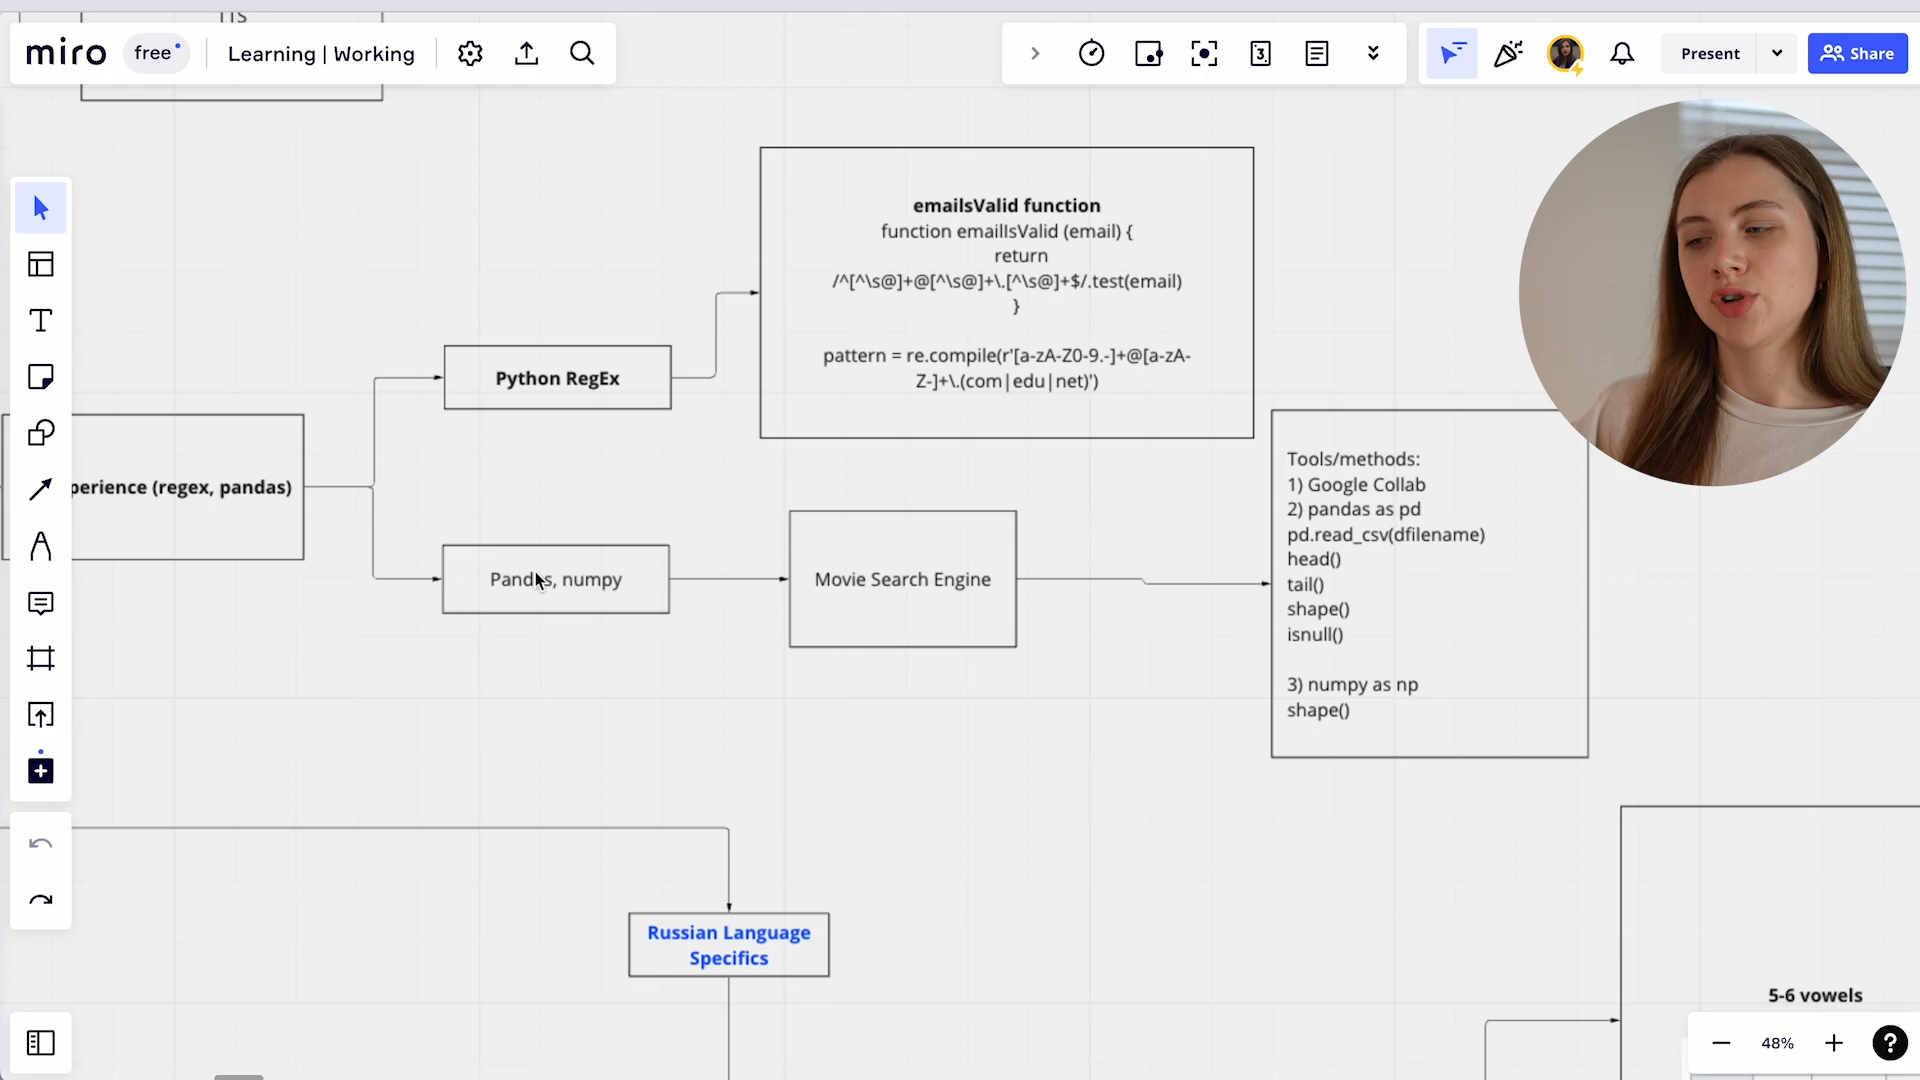 miro
free
Learning | Working
3
Present
Share
emailsValid function
function emailIsValid (email) {
return
/^[^\s@]+@[^\s@]+\.[^\s@]+$/.test(email)
}
pattern = re.compile(r'[a-zA-Z0-9.-]+@[a-zA-
Z-]+\.(com|edu|net)')
Python RegEx
perience (regex, pandas)
Pandas, numpy
Movie Search Engine
Tools/methods:
1) Google Collab
2) pandas as pd
pd.read_csv(dfilename)
head()
tail()
shape()
isnull()
3) numpy as np
shape()
Russian Language
Specifics
5-6 vowels
48%